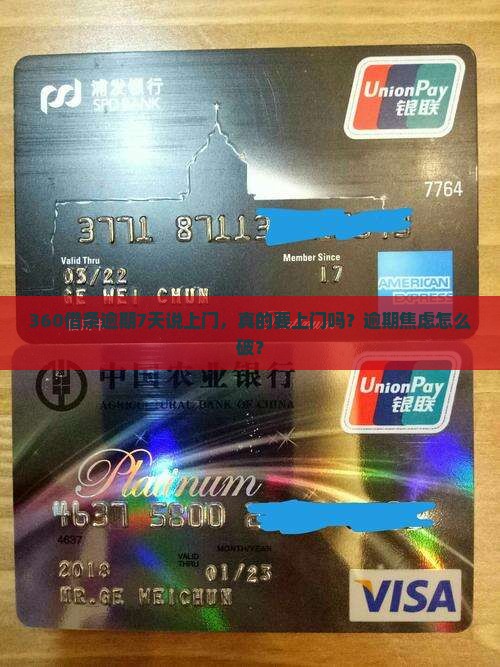 浦发银行
SPD BANK
UnionPay
银联
7764
3771
Valid Thru
Member Since
03/22
17
GE WEI CHUN
AMERICAN
EXPRESS
360借条逾期7天说上门，真的要上门吗？逾期焦虑怎么
破？
中国农业银行
AGRICULTURAL BANK OF CHINA
UnionPay
银联
Platinum
4637 5800
4637
MONTH/YEAR
VALID
THRU
2018
01/23
MR.GE WEICHUN
VISA